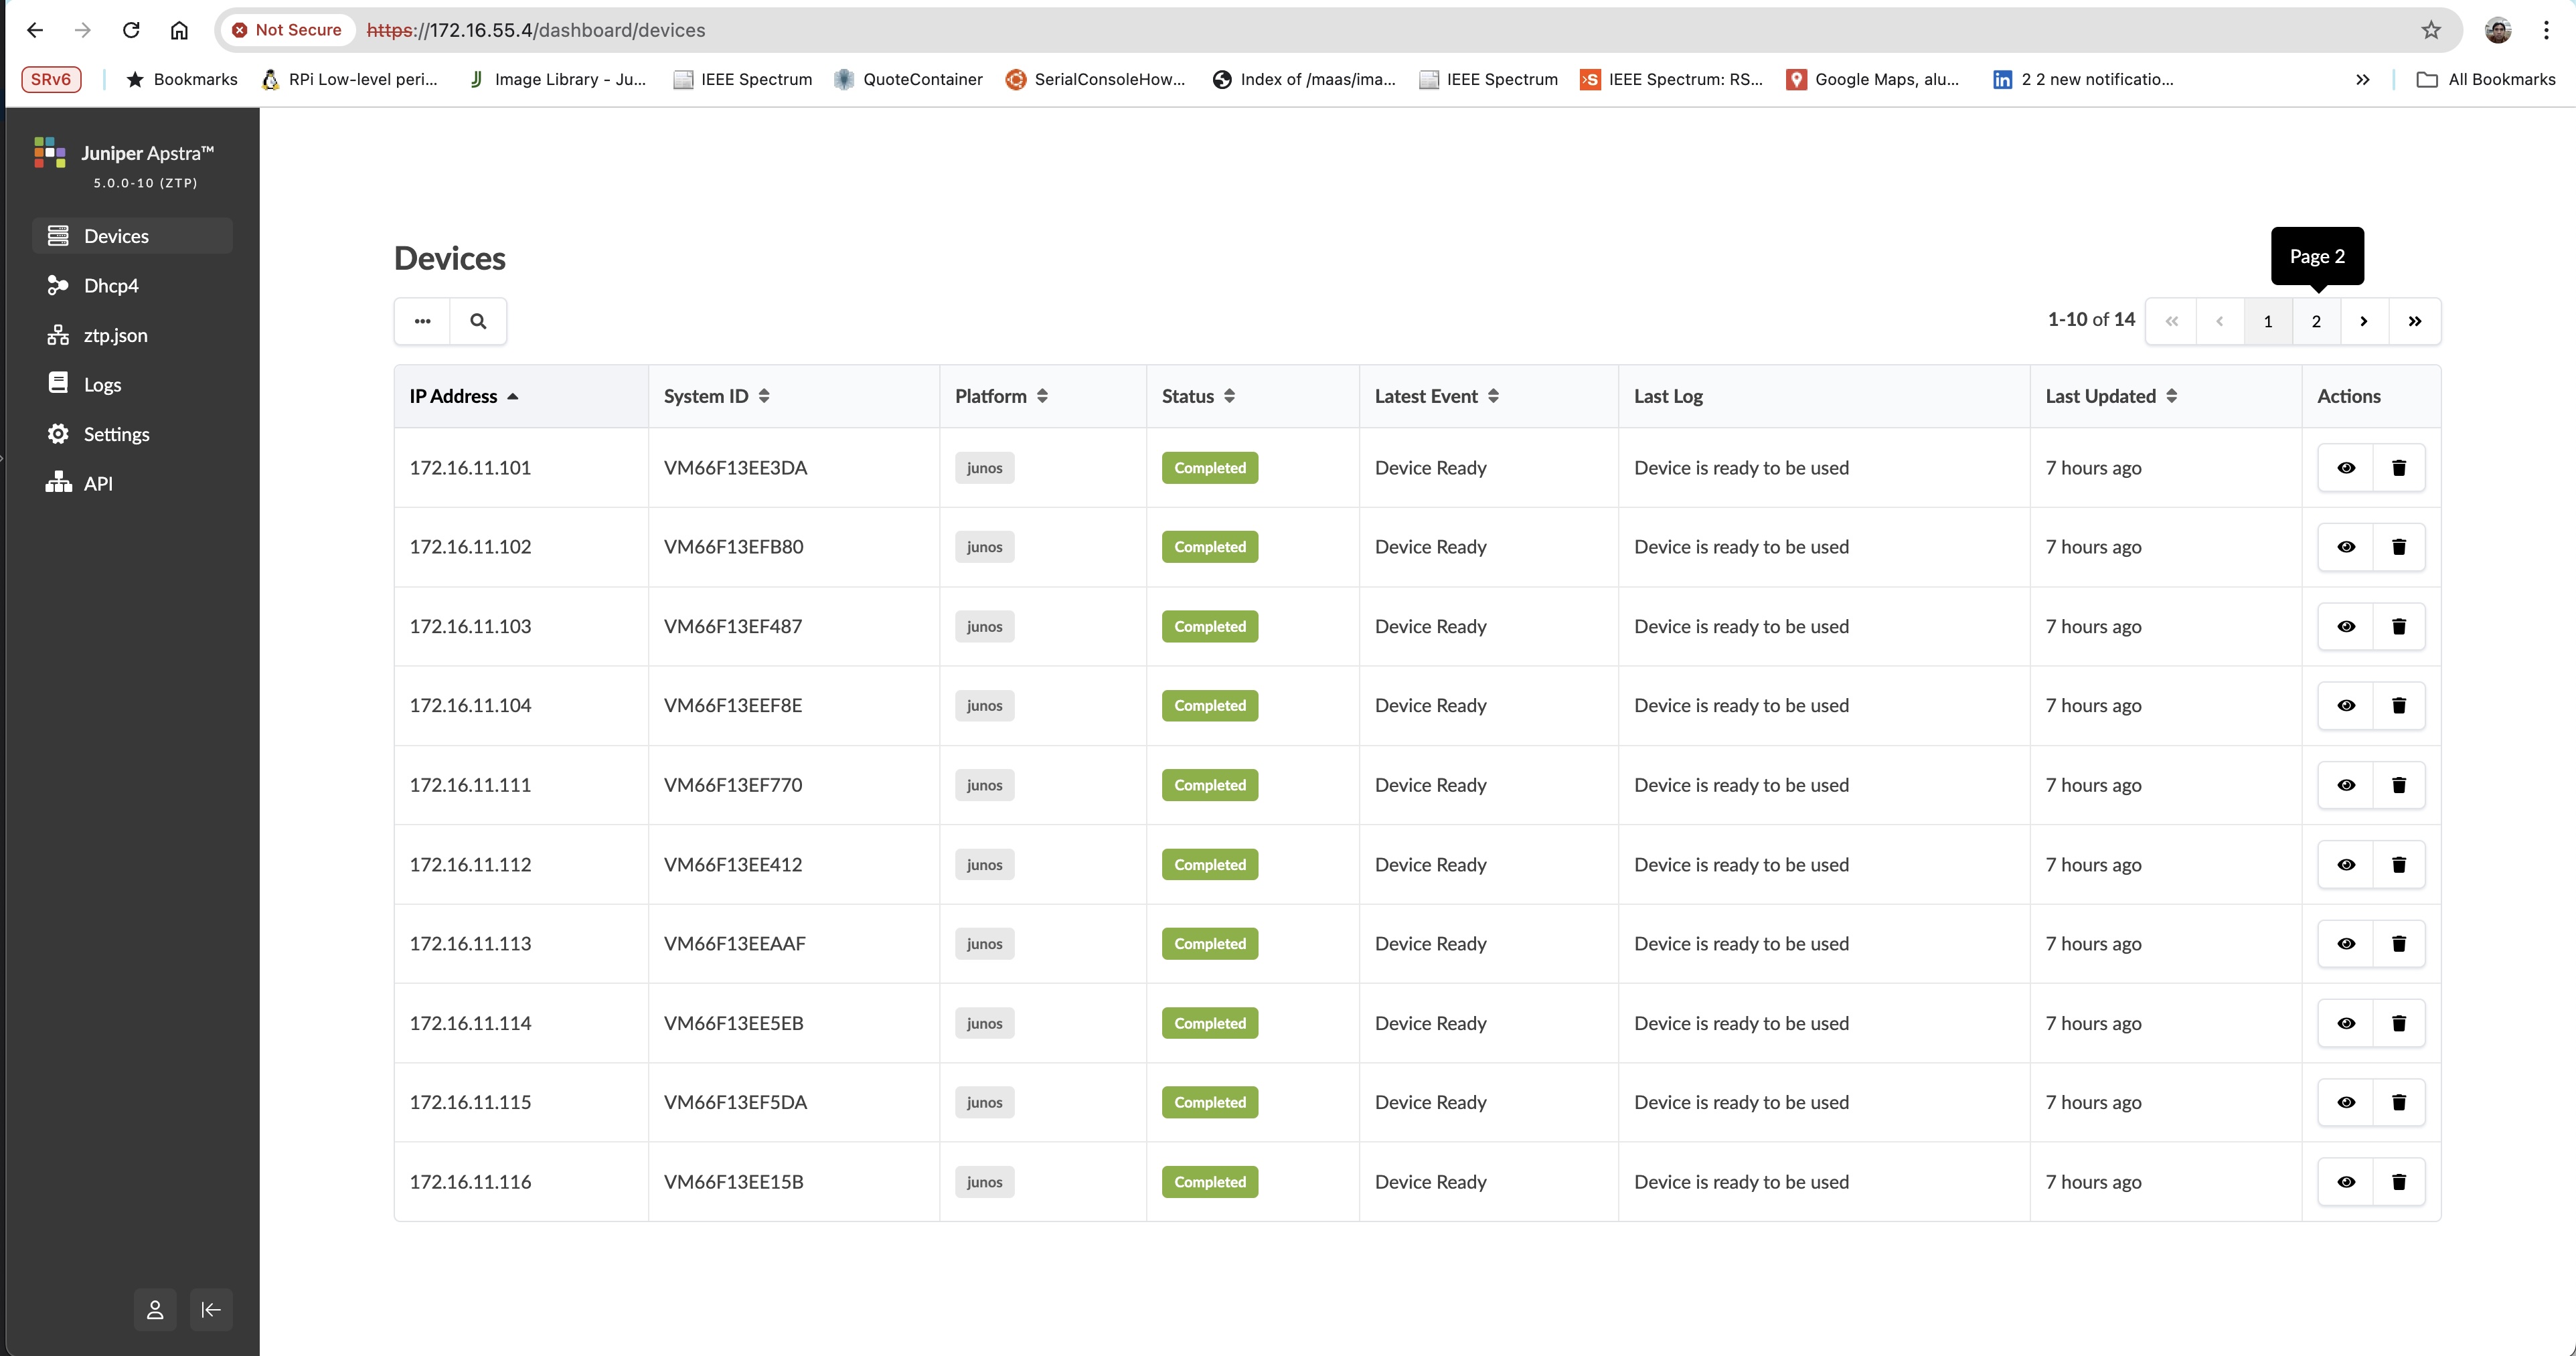 Not Secure https://172.16.55.4/dashboard/devices
SRv6 Bookmarks RPi Low-level peri... Image Library - Ju... IEEE Spectrum QuoteContainer SerialConsoleHow... Index of /maas/ima... IEEE Spectrum IEEE Spectrum: RS... Google Maps, alu... 2 2 new notificatio... » All Bookmarks
Juniper Apstra™
5.0.0-10 (ZTP)
Devices
Dhcp4
ztp.json
Logs
Settings
API
Devices
Page 2
1-10 of 14 « ‹ 1 2 › »
IP Address System ID Platform Status Latest Event Last Log Last Updated Actions
172.16.11.101 VM66F13EE3DA junos Completed Device Ready Device is ready to be used 7 hours ago
172.16.11.102 VM66F13EFB80 junos Completed Device Ready Device is ready to be used 7 hours ago
172.16.11.103 VM66F13EF487 junos Completed Device Ready Device is ready to be used 7 hours ago
172.16.11.104 VM66F13EEF8E junos Completed Device Ready Device is ready to be used 7 hours ago
172.16.11.111 VM66F13EF770 junos Completed Device Ready Device is ready to be used 7 hours ago
172.16.11.112 VM66F13EE412 junos Completed Device Ready Device is ready to be used 7 hours ago
172.16.11.113 VM66F13EEAAF junos Completed Device Ready Device is ready to be used 7 hours ago
172.16.11.114 VM66F13EE5EB junos Completed Device Ready Device is ready to be used 7 hours ago
172.16.11.115 VM66F13EF5DA junos Completed Device Ready Device is ready to be used 7 hours ago
172.16.11.116 VM66F13EE15B junos Completed Device Ready Device is ready to be used 7 hours ago